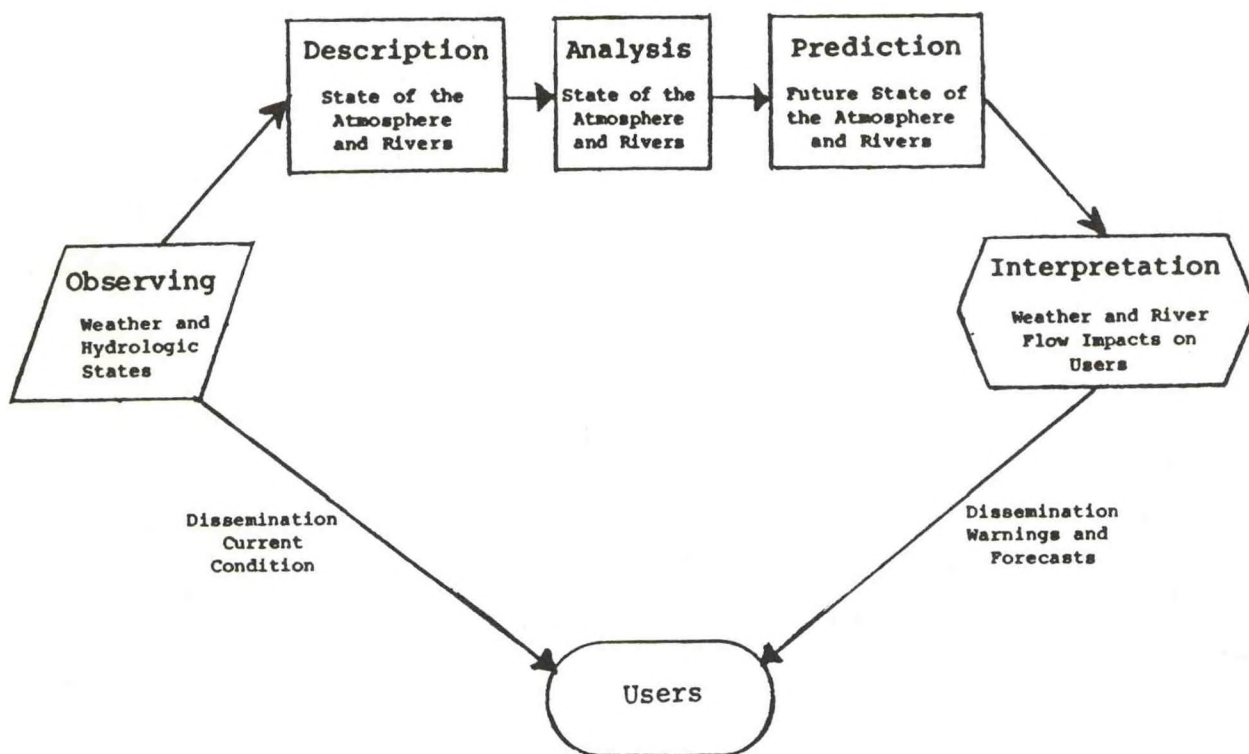 Description
State of the
Atmosphere
and Rivers
Analysis
State of the
Atmosphere
and Rivers
Prediction
Future State of
the Atmosphere
and Rivers
Observing
Weather and
Hydrologic
States
Interpretation
Weather and River
Flow Impacts on
Users
Dissemination
Current
Condition
Dissemination
Warnings and
Forecasts
Users